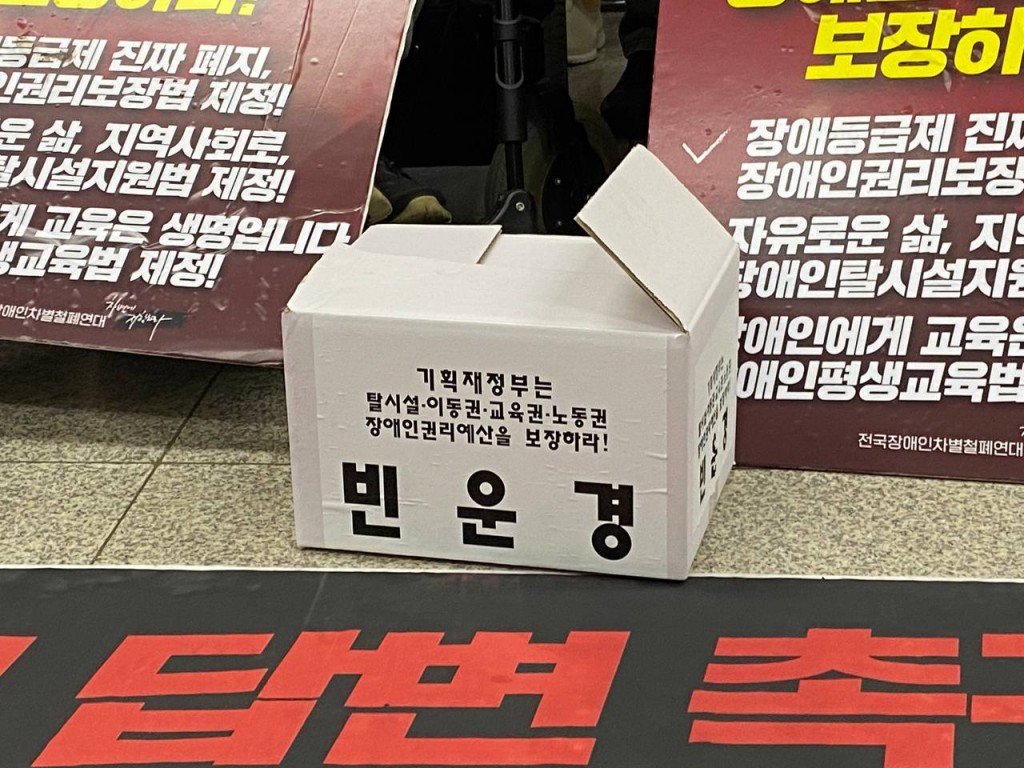 등급제 진짜 폐지,
인권리보장법 제정!
운 삶, 지역사회로,
탈시설지원법 제정!
게 교육은 생명입니다
생교육법 제정!
장애인차별철폐연대
보장하
장애등급제 진짜
장애인권리보장
자유로운 삶, 지역
장애인탈시설지원
장애인에게 교육은
애인평생교육법
전국장애인차별철폐연대
기획재정부는
탈시설·이동권·교육권·노동권
장애인권리예산을 보장하라!
빈운경
답변 촉구